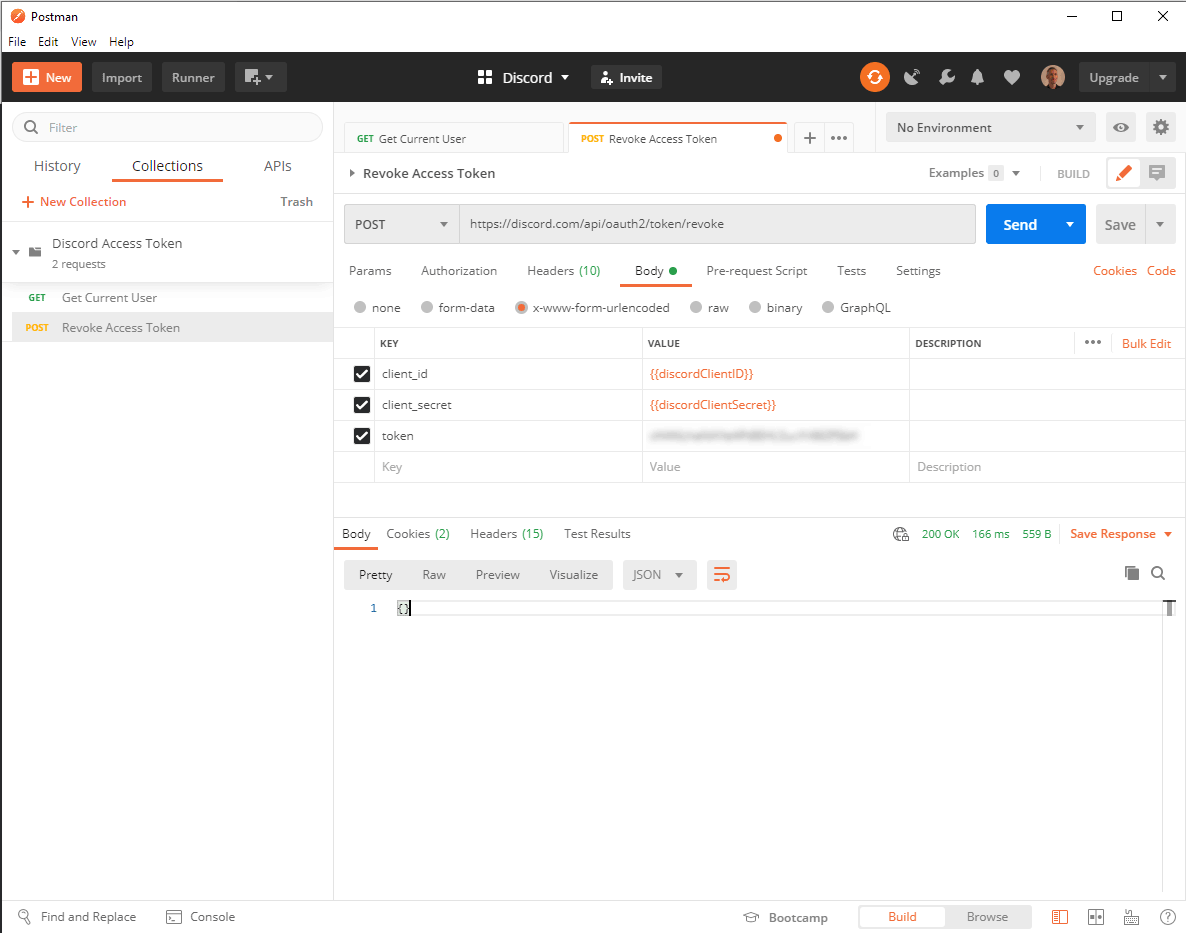 Postman
File Edit View Help
New Import Runner Discord Invite Upgrade
Filter
History Collections APIs
New Collection Trash
Discord Access Token
2 requests
GET Get Current User
POST Revoke Access Token
GET Get Current User POST Revoke Access Token No Environment
Revoke Access Token Examples 0 BUILD
POST https://discord.com/api/oauth2/token/revoke Send Save
Params Authorization Headers (10) Body Pre-request Script Tests Settings Cookies Code
none form-data x-www-form-urlencoded raw binary GraphQL
KEY VALUE DESCRIPTION Bulk Edit
client_id {{discordClientID}}
client_secret {{discordClientSecret}}
token
Key Value Description
Body Cookies (2) Headers (15) Test Results 200 OK 166 ms 559 B Save Response
Pretty Raw Preview Visualize JSON
1 {}
Find and Replace Console Bootcamp Build Browse